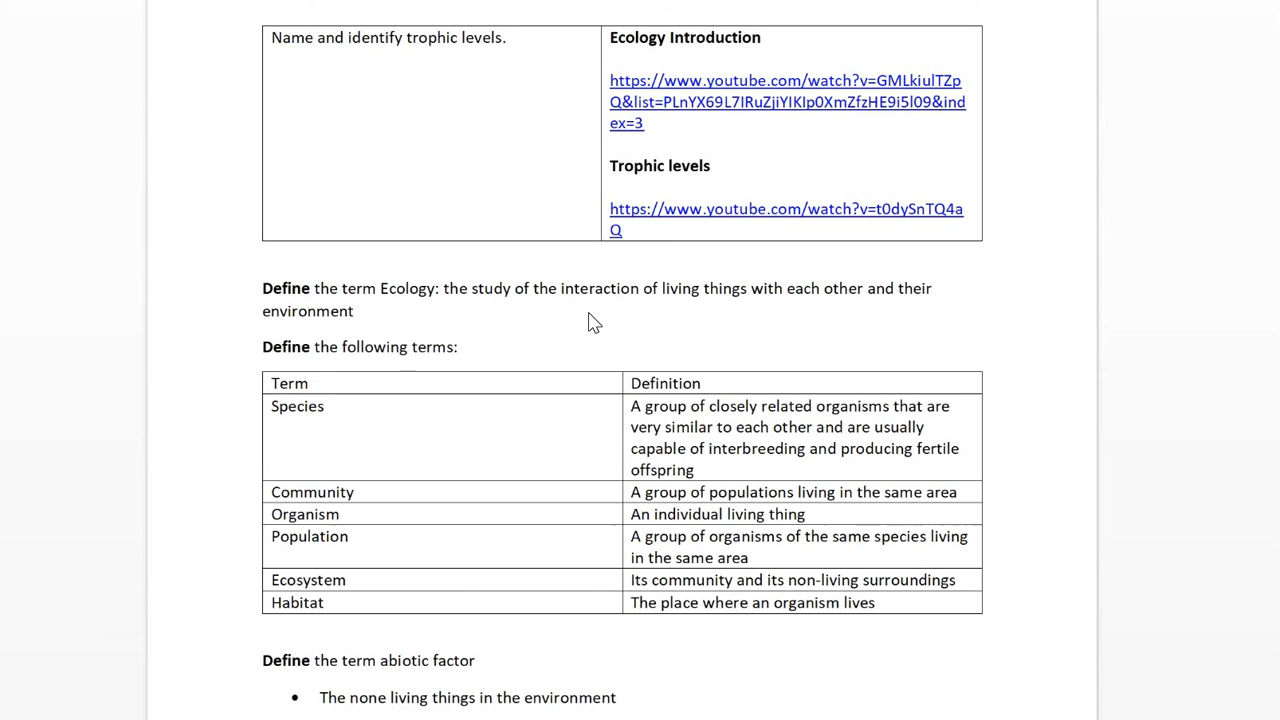 Name and identify trophic levels.
Ecology Introduction
https://www.youtube.com/watch?v=GMLkiulTZp
Q&list=PLnYX69L7IRuZjiYIKIp0XmZfzHE9i5l09&ind
ex=3
Trophic levels
https://www.youtube.com/watch?v=t0dySnTQ4a
Q
Define the term Ecology: the study of the interaction of living things with each other and their
environment
Define the following terms:
Term
Definition
Species
A group of closely related organisms that are
very similar to each other and are usually
capable of interbreeding and producing fertile
offspring
Community
A group of populations living in the same area
Organism
An individual living thing
Population
A group of organisms of the same species living
in the same area
Ecosystem
Its community and its non-living surroundings
Habitat
The place where an organism lives
Define the term abiotic factor
• The none living things in the environment